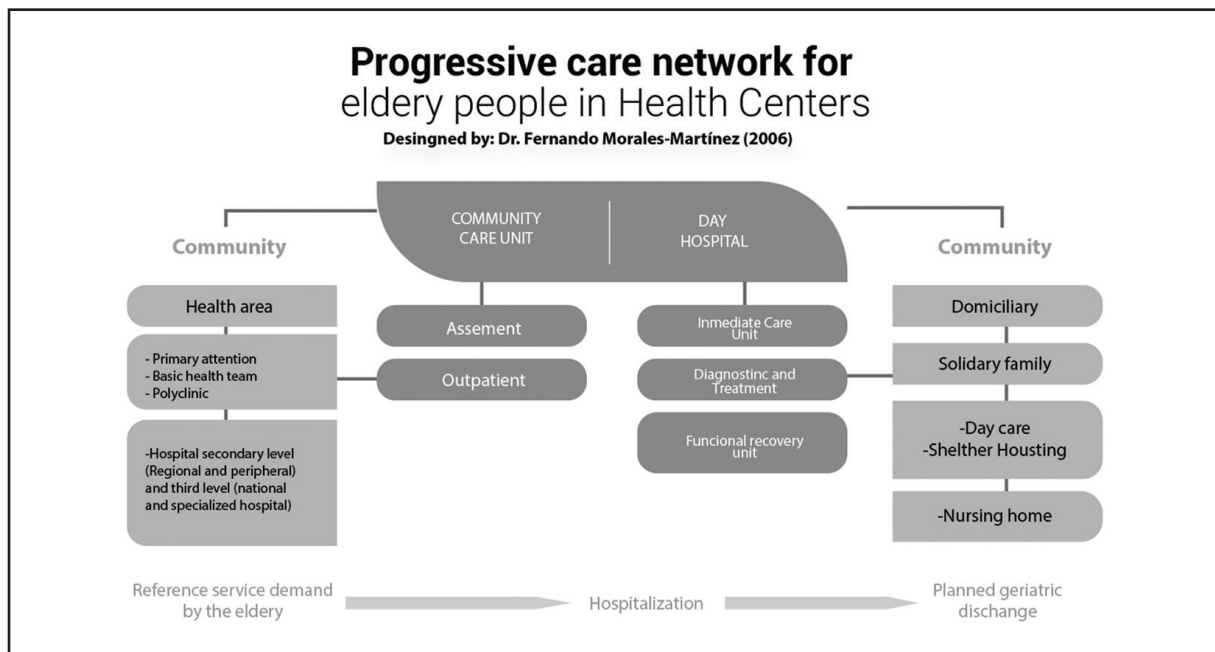 Progressive care network for
eldery people in Health Centers
Desingned by: Dr. Fernando Morales-Martínez (2006)
COMMUNITY
CARE UNIT
DAY
HOSPITAL
Community
Health area
- Primary attention
- Basic health team
- Polyclinic
-Hospital secondary level
(Regional and peripheral)
and third level (national
and specialized hospital)
Assement
Outpatient
Inmediate Care
Unit
Diagnostinc and
Treatment
Funcional recovery
unit
Community
Domiciliary
Solidary family
-Day care
-Shelther Housting
-Nursing home
Reference service demand
by the eldery
Hospitalization
Planned geriatric
dischange